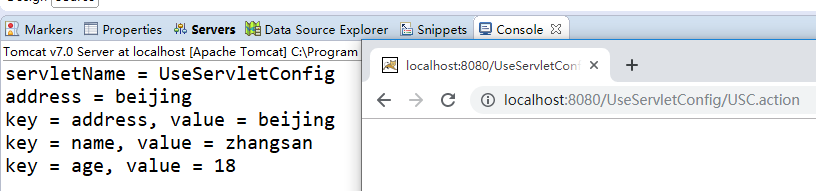 Design Source
Markers Properties Servers Data Source Explorer Snippets Console
Tomcat v7.0 Server at localhost [Apache Tomcat] C:\Program
servletName = UseServletConfig
address = beijing
key = address, value = beijing
key = name, value = zhangsan
key = age, value = 18
localhost:8080/UseServletConf
localhost:8080/UseServletConfig/USC.action